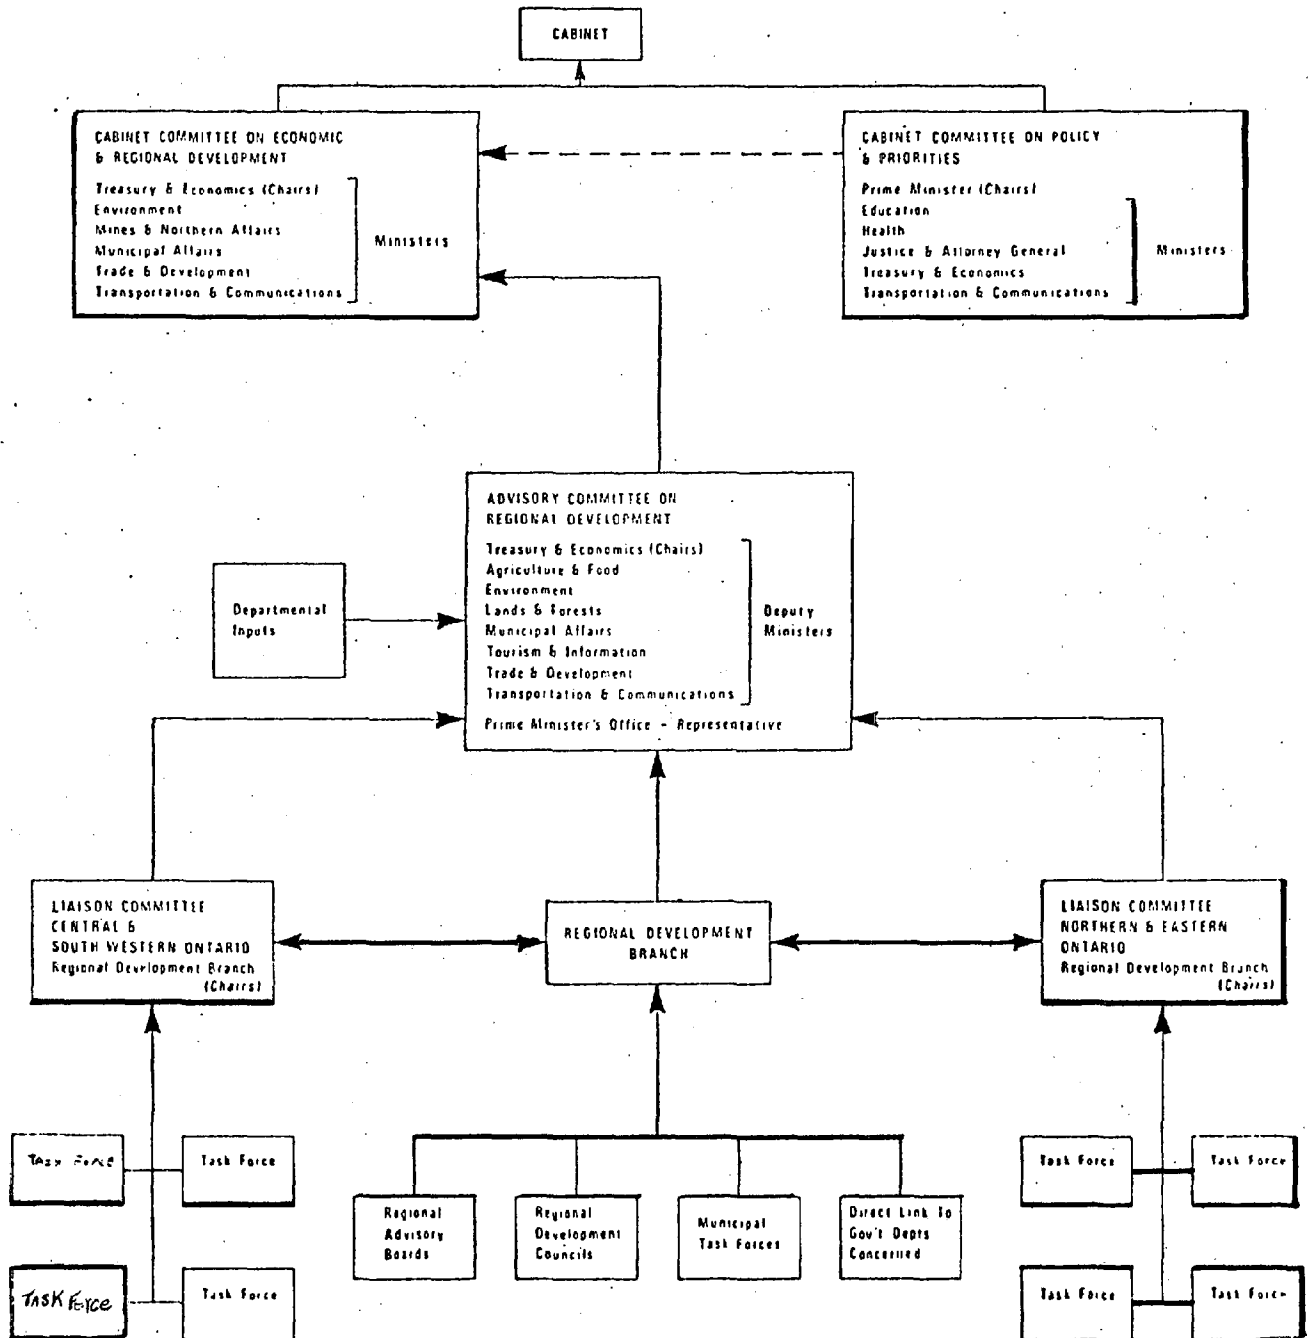 CABINET
CABINET COMMITTEE ON ECONOMIC
& REGIONAL DEVELOPMENT
Treasury & Economics (Chairs)
Environment
Mines & Northern Affairs
Municipal Affairs
Trade & Development
Transportation & Communications
Ministers
CABINET COMMITTEE ON POLICY
& PRIORITIES
Prime Minister (Chairs)
Education
Health
Justice & Attorney General
Treasury & Economics
Transportation & Communications
Ministers
ADVISORY COMMITTEE ON
REGIONAL DEVELOPMENT
Treasury & Economics (Chairs)
Agriculture & Food
Environment
Lands & Forests
Municipal Affairs
Tourism & Information
Trade & Development
Transportation & Communications
Deputy
Ministers
Prime Minister's Office - Representative
Departmental
Inputs
LIAISON COMMITTEE
CENTRAL &
SOUTH WESTERN ONTARIO
Regional Development Branch
(Chairs)
REGIONAL DEVELOPMENT
BRANCH
LIAISON COMMITTEE
NORTHERN & EASTERN
ONTARIO
Regional Development Branch
(Chairs)
TASK FORCE
Task Force
TASK FORCE
Task Force
Regional
Advisory
Boards
Regional
Development
Councils
Municipal
Task Forces
Direct Link To
Gov't Depts
Concerned
Task Force
Task Force
Task Force
Task Force